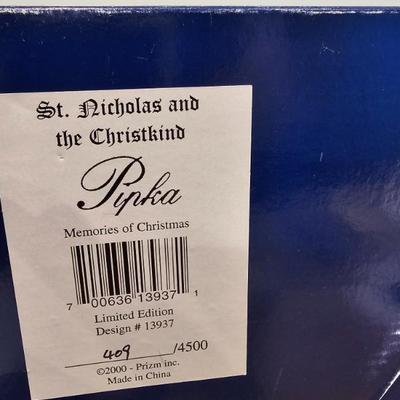 St. Nicholas and
the Christkind
Pipka
Memories of Christmas
7 00636 13937 1
Limited Edition
Design # 13937
409 /4500
©2000 - Prizm inc.
Made in China